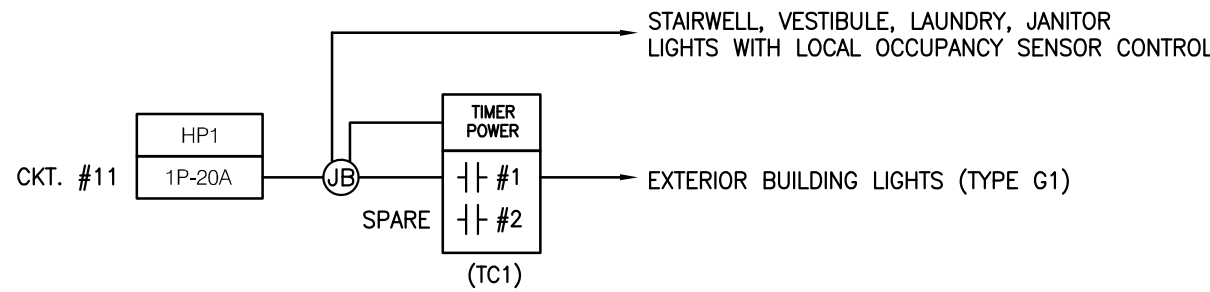 STAIRWELL, VESTIBULE, LAUNDRY, JANITOR
LIGHTS WITH LOCAL OCCUPANCY SENSOR CONTROL
TIMER
POWER
HP1
CKT. #11
1P-20A
JB
#1
EXTERIOR BUILDING LIGHTS (TYPE G1)
SPARE
#2
(TC1)